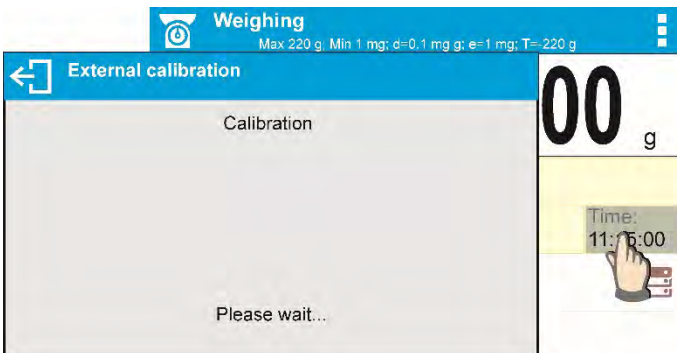 Weighing
Max 220 g; Min 1 mg; d=0.1 mg g; e=1 mg; T=-220 g
External calibration
Calibration
00 g
Time:
Please wait...